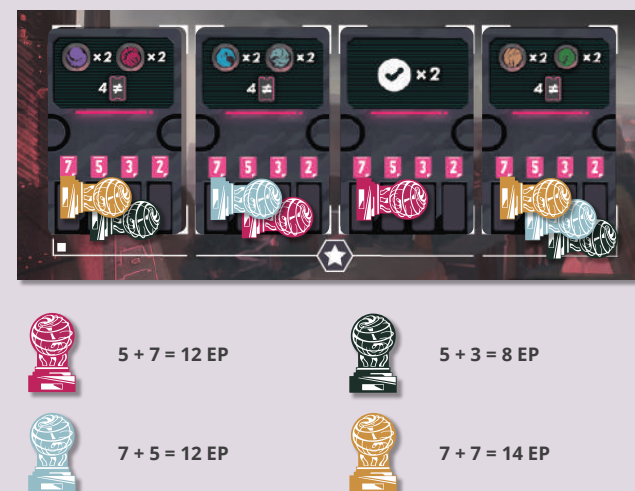 ×2 ×2
4 ≠
7 5 3 2
×2 ×2
4 ≠
7 5 3 2
×2
7 5 3 2
×2 ×2
4 ≠
7 5 3 2
5 + 7 = 12 EP
5 + 3 = 8 EP
7 + 5 = 12 EP
7 + 7 = 14 EP